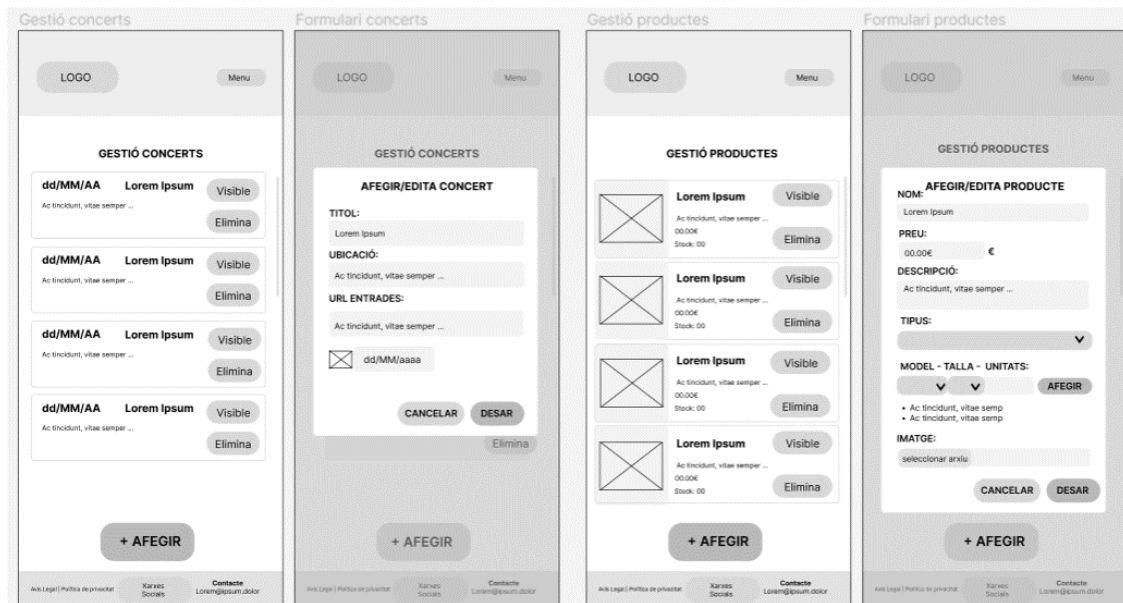 Gestió concerts
LOGO
Menu
GESTIÓ CONCERTS
dd/MM/AA Lorem Ipsum Visible
Ac tincidunt, vitae semper ...
Elimina
dd/MM/AA Lorem Ipsum Visible
Ac tincidunt, vitae semper ...
Elimina
dd/MM/AA Lorem Ipsum Visible
Ac tincidunt, vitae semper ...
Elimina
dd/MM/AA Lorem Ipsum Visible
Ac tincidunt, vitae semper ...
Elimina
+ AFEGIR
Avís Legal | Política de privacitat
Xarxes
Socials
Contacte
Lorem@ipsum.dolor
Formulari concerts
LOGO
Menu
GESTIÓ CONCERTS
AFEGIR/EDITA CONCERT
TITOL:
Lorem Ipsum
UBICACIÓ:
Ac tincidunt, vitae semper ...
URL ENTRADES:
Ac tincidunt, vitae semper ...
dd/MM/aaaa
CANCELAR DESAR
Elimina
+ AFEGIR
Avís Legal | Política de privacitat
Xarxes
Socials
Contacte
Lorem@ipsum.dolor
Gestió productes
LOGO
Menu
GESTIÓ PRODUCTES
Lorem Ipsum Visible
Ac tincidunt, vitae semper ...
00.00€
Stock: 00
Elimina
Lorem Ipsum Visible
Ac tincidunt, vitae semper ...
00.00€
Stock: 00
Elimina
Lorem Ipsum Visible
Ac tincidunt, vitae semper ...
00.00€
Stock: 00
Elimina
Lorem Ipsum Visible
Ac tincidunt, vitae semper ...
00.00€
Stock: 00
Elimina
+ AFEGIR
Avís Legal | Política de privacitat
Xarxes
Socials
Contacte
Lorem@ipsum.dolor
Formulari productes
LOGO
Menu
GESTIÓ PRODUCTES
AFEGIR/EDITA PRODUCTE
NOM:
Lorem Ipsum
PREU:
00.00€ €
DESCRIPCIÓ:
Ac tincidunt, vitae semper ...
TIPUS:
MODEL - TALLA - UNITATS:
AFEGIR
• Ac tincidunt, vitae semp
• Ac tincidunt, vitae semp
IMATGE:
seleccionar arxiu
CANCELAR DESAR
+ AFEGIR
Avís Legal | Política de privacitat
Xarxes
Socials
Contacte
Lorem@ipsum.dolor